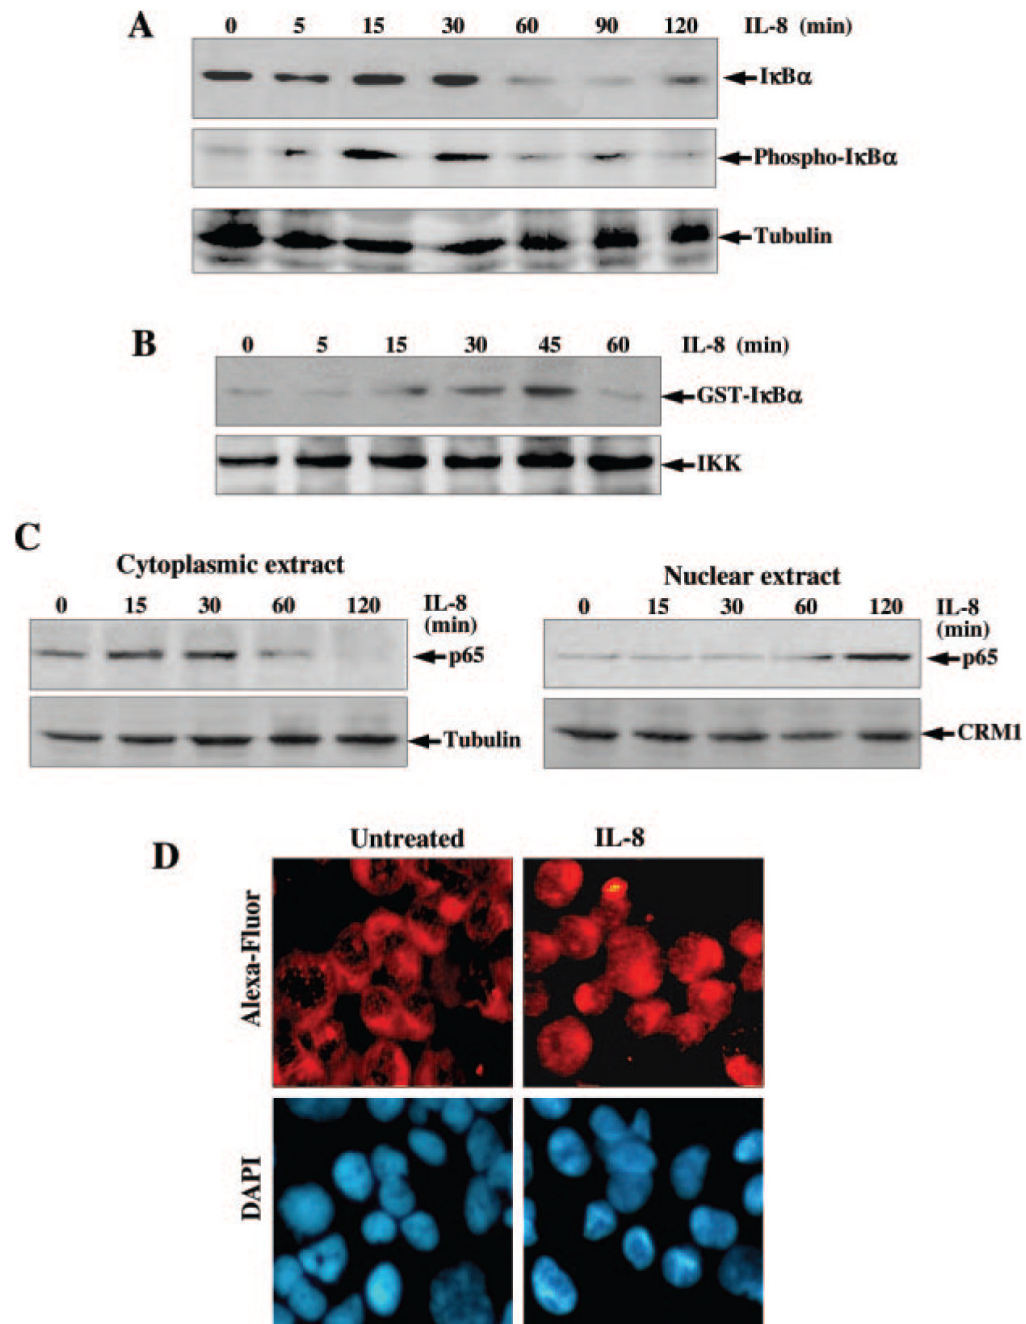 A
0 5 15 30 60 90 120 IL-8 (min)
IκBα
Phospho-IκBα
Tubulin
B
0 5 15 30 45 60 IL-8 (min)
GST-IκBα
IKK
C
Cytoplasmic extract
0 15 30 60 120 IL-8
(min)
p65
Tubulin
Nuclear extract
0 15 30 60 120 IL-8
(min)
p65
CRM1
D
Untreated IL-8
Alexa-Fluor
DAPI